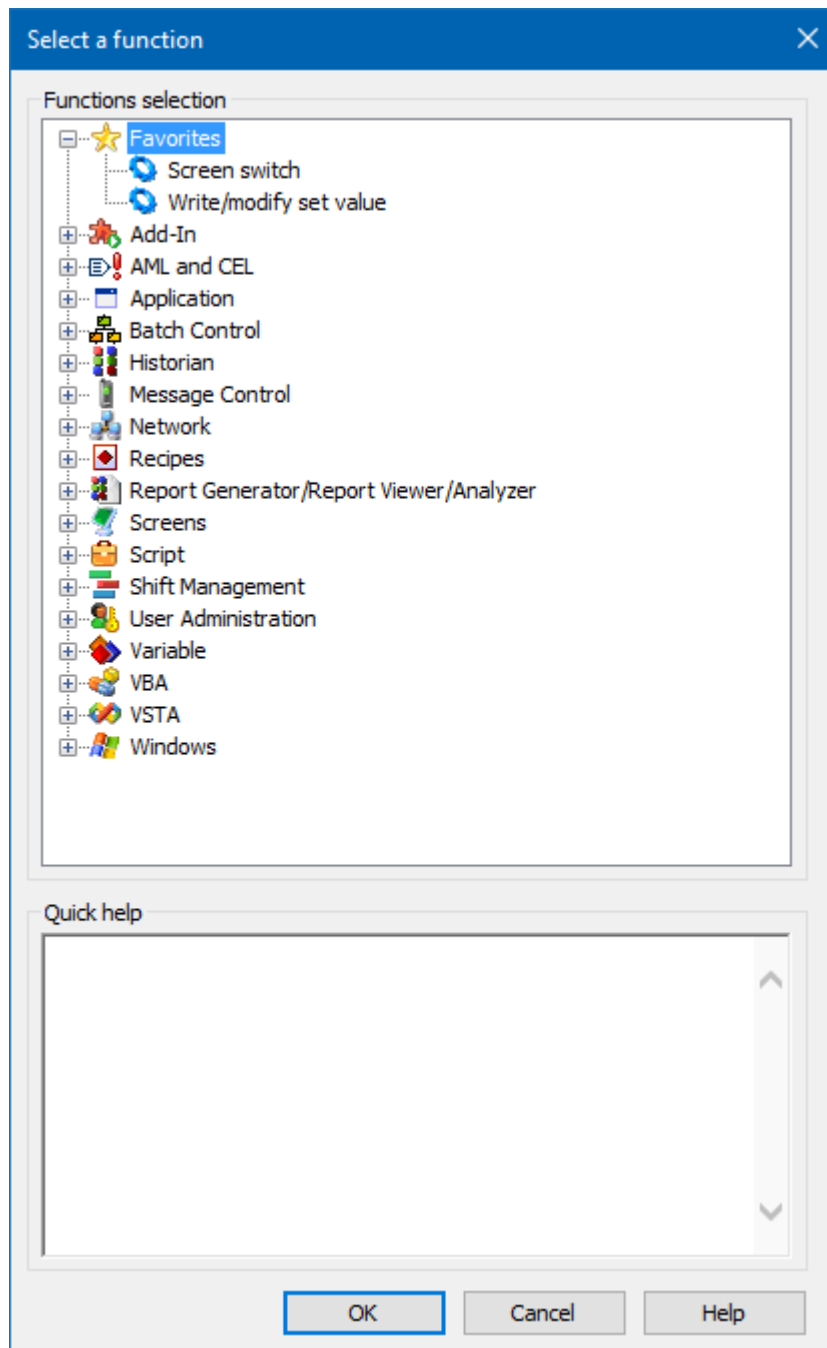 Select a function
Functions selection
Favorites
Screen switch
Write/modify set value
Add-In
AML and CEL
Application
Batch Control
Historian
Message Control
Network
Recipes
Report Generator/Report Viewer/Analyzer
Screens
Script
Shift Management
User Administration
Variable
VBA
VSTA
Windows
Quick help
OK Cancel Help